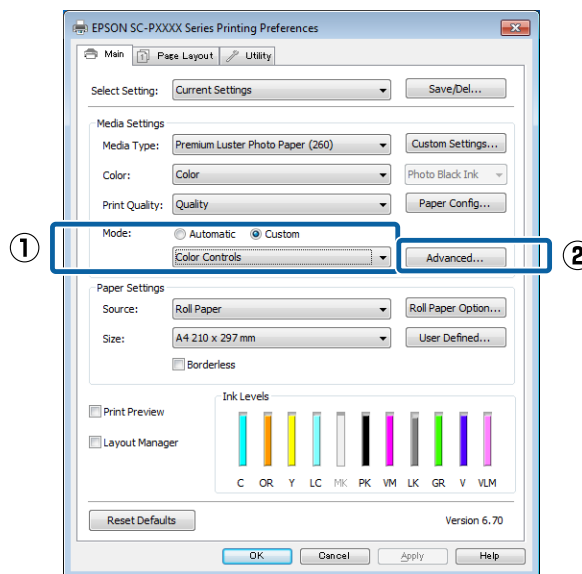 EPSON SC-PXXXX Series Printing Preferences
Main Page Layout Utility
Select Setting: Current Settings Save/Del...
Media Settings
Media Type: Premium Luster Photo Paper (260) Custom Settings...
Color: Color Photo Black Ink
Print Quality: Quality Paper Config...
Mode: Automatic Custom
① Color Controls Advanced... ②
Paper Settings
Source: Roll Paper Roll Paper Option...
Size: A4 210 x 297 mm User Defined...
Borderless
Ink Levels
Print Preview
Layout Manager
C OR Y LC MK PK VM LK GR V VLM
Reset Defaults Version 6.70
OK Cancel Apply Help